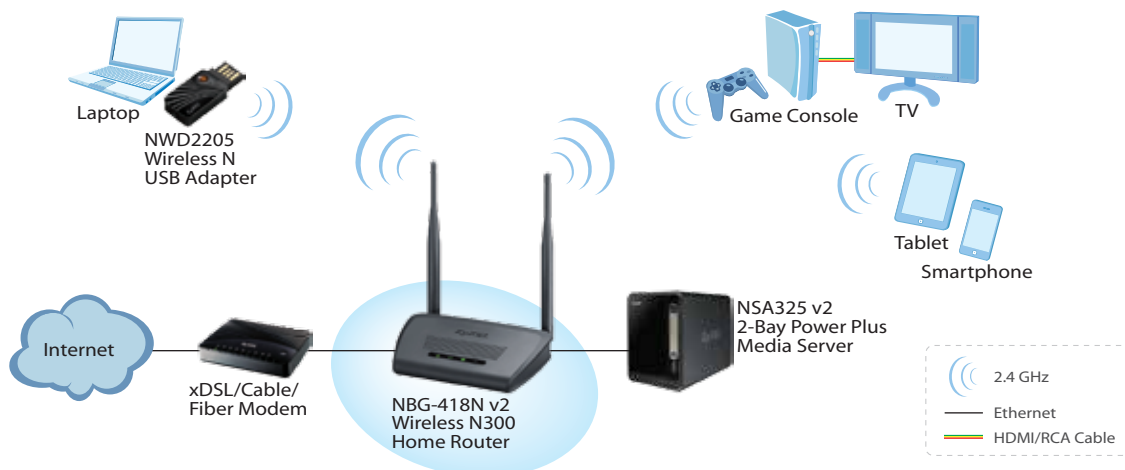 Laptop
NWD2205
Wireless N
USB Adapter
Game Console
TV
Tablet
Smartphone
Internet
xDSL/Cable/
Fiber Modem
NBG-418N v2
Wireless N300
Home Router
NSA325 v2
2-Bay Power Plus
Media Server
2.4 GHz
Ethernet
HDMI/RCA Cable